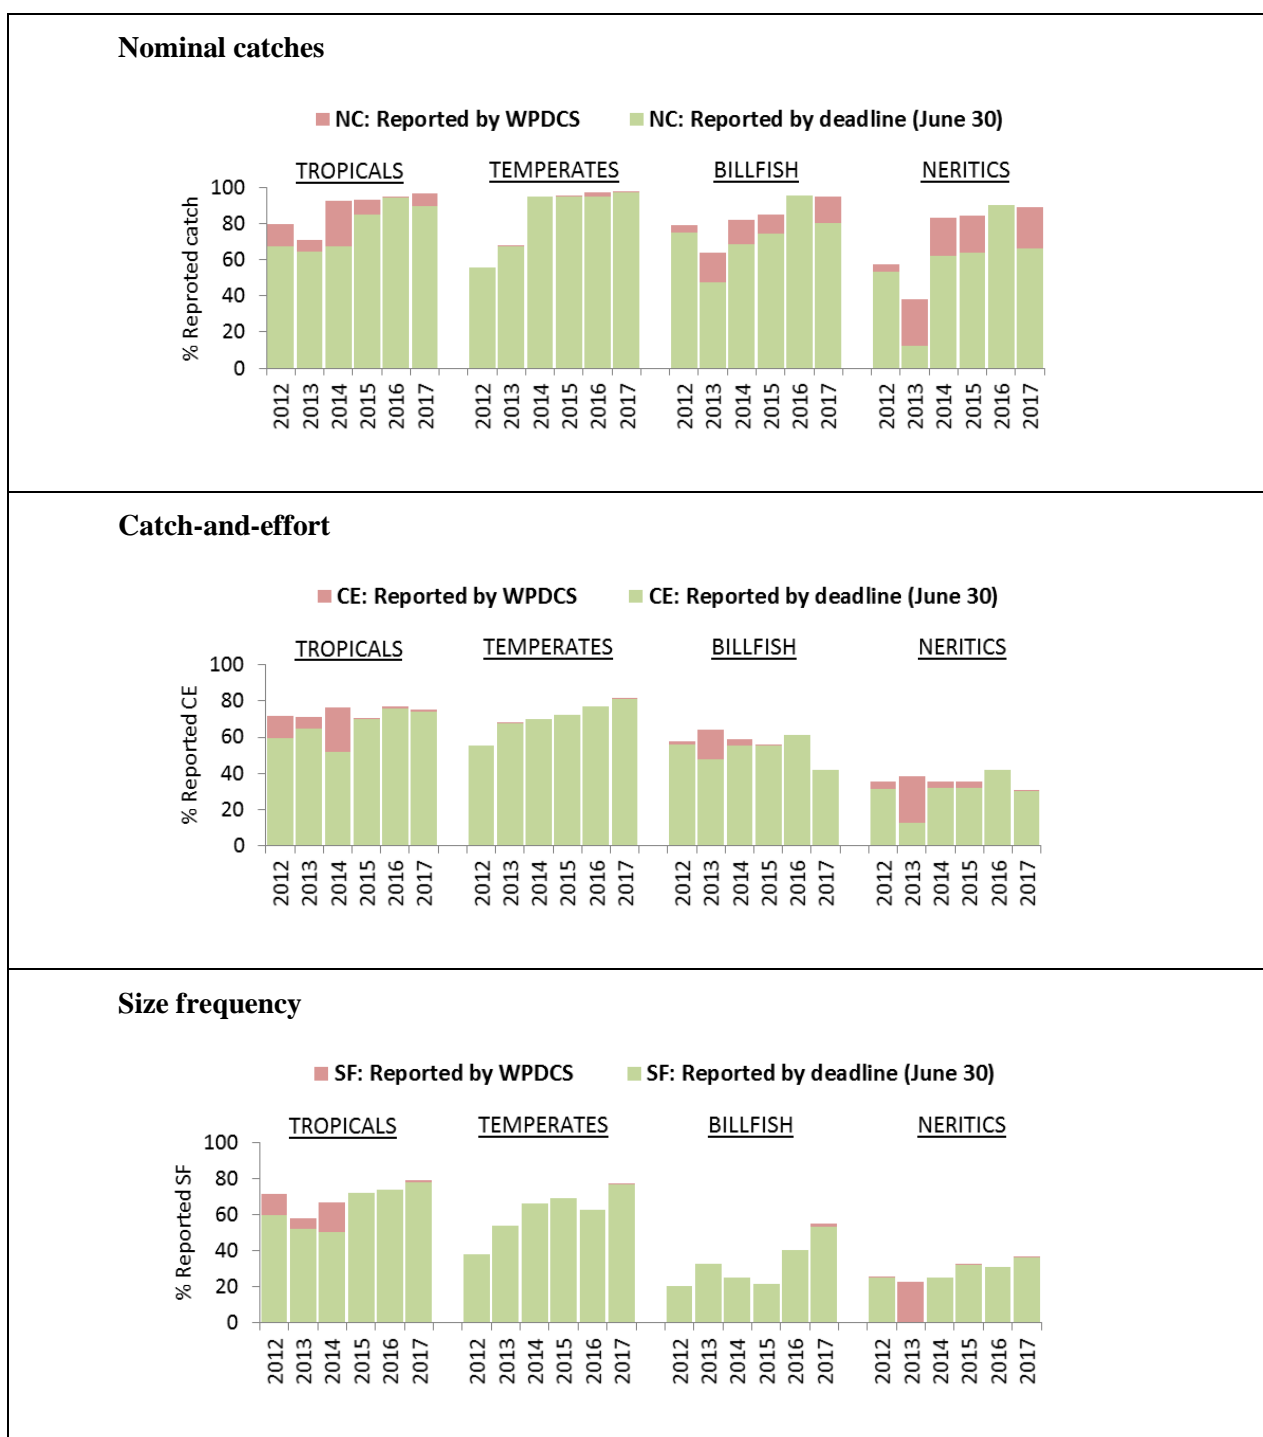 Nominal catches
NC: Reported by WPDCS NC: Reported by deadline (June 30)
TROPICALS TEMPERATES BILLFISH NERITICS
% Reproted catch
100
80
60
40
20
0
2012 2013 2014 2015 2016 2017 2012 2013 2014 2015 2016 2017 2012 2013 2014 2015 2016 2017 2012 2013 2014 2015 2016 2017
Catch-and-effort
CE: Reported by WPDCS CE: Reported by deadline (June 30)
TROPICALS TEMPERATES BILLFISH NERITICS
% Reported CE
100
80
60
40
20
0
2012 2013 2014 2015 2016 2017 2012 2013 2014 2015 2016 2017 2012 2013 2014 2015 2016 2017 2012 2013 2014 2015 2016 2017
Size frequency
SF: Reported by WPDCS SF: Reported by deadline (June 30)
TROPICALS TEMPERATES BILLFISH NERITICS
% Reported SF
100
80
60
40
20
0
2012 2013 2014 2015 2016 2017 2012 2013 2014 2015 2016 2017 2012 2013 2014 2015 2016 2017 2012 2013 2014 2015 2016 2017